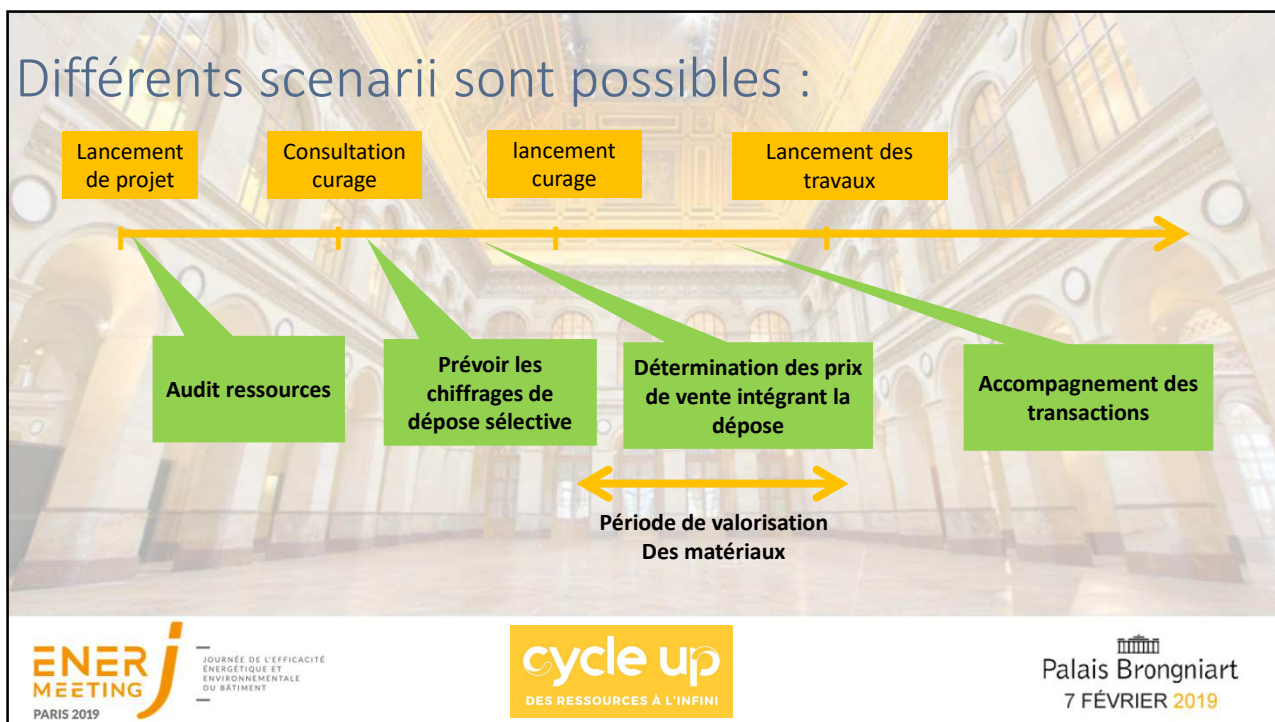 Différents scenarii sont possibles :
Lancement
de projet
Consultation
curage
lancement
curage
Lancement des
travaux
Audit ressources
Prévoir les
chiffrages de
dépose sélective
Détermination des prix
de vente intégrant la
dépose
Accompagnement des
transactions
Période de valorisation
Des matériaux
ENER
MEETING
PARIS 2019
JOURNÉE DE L'EFFICACITÉ
ÉNERGÉTIQUE ET
ENVIRONNEMENTALE
DU BÂTIMENT
cycle up
DES RESSOURCES À L'INFINI
Palais Brongniart
7 FÉVRIER 2019